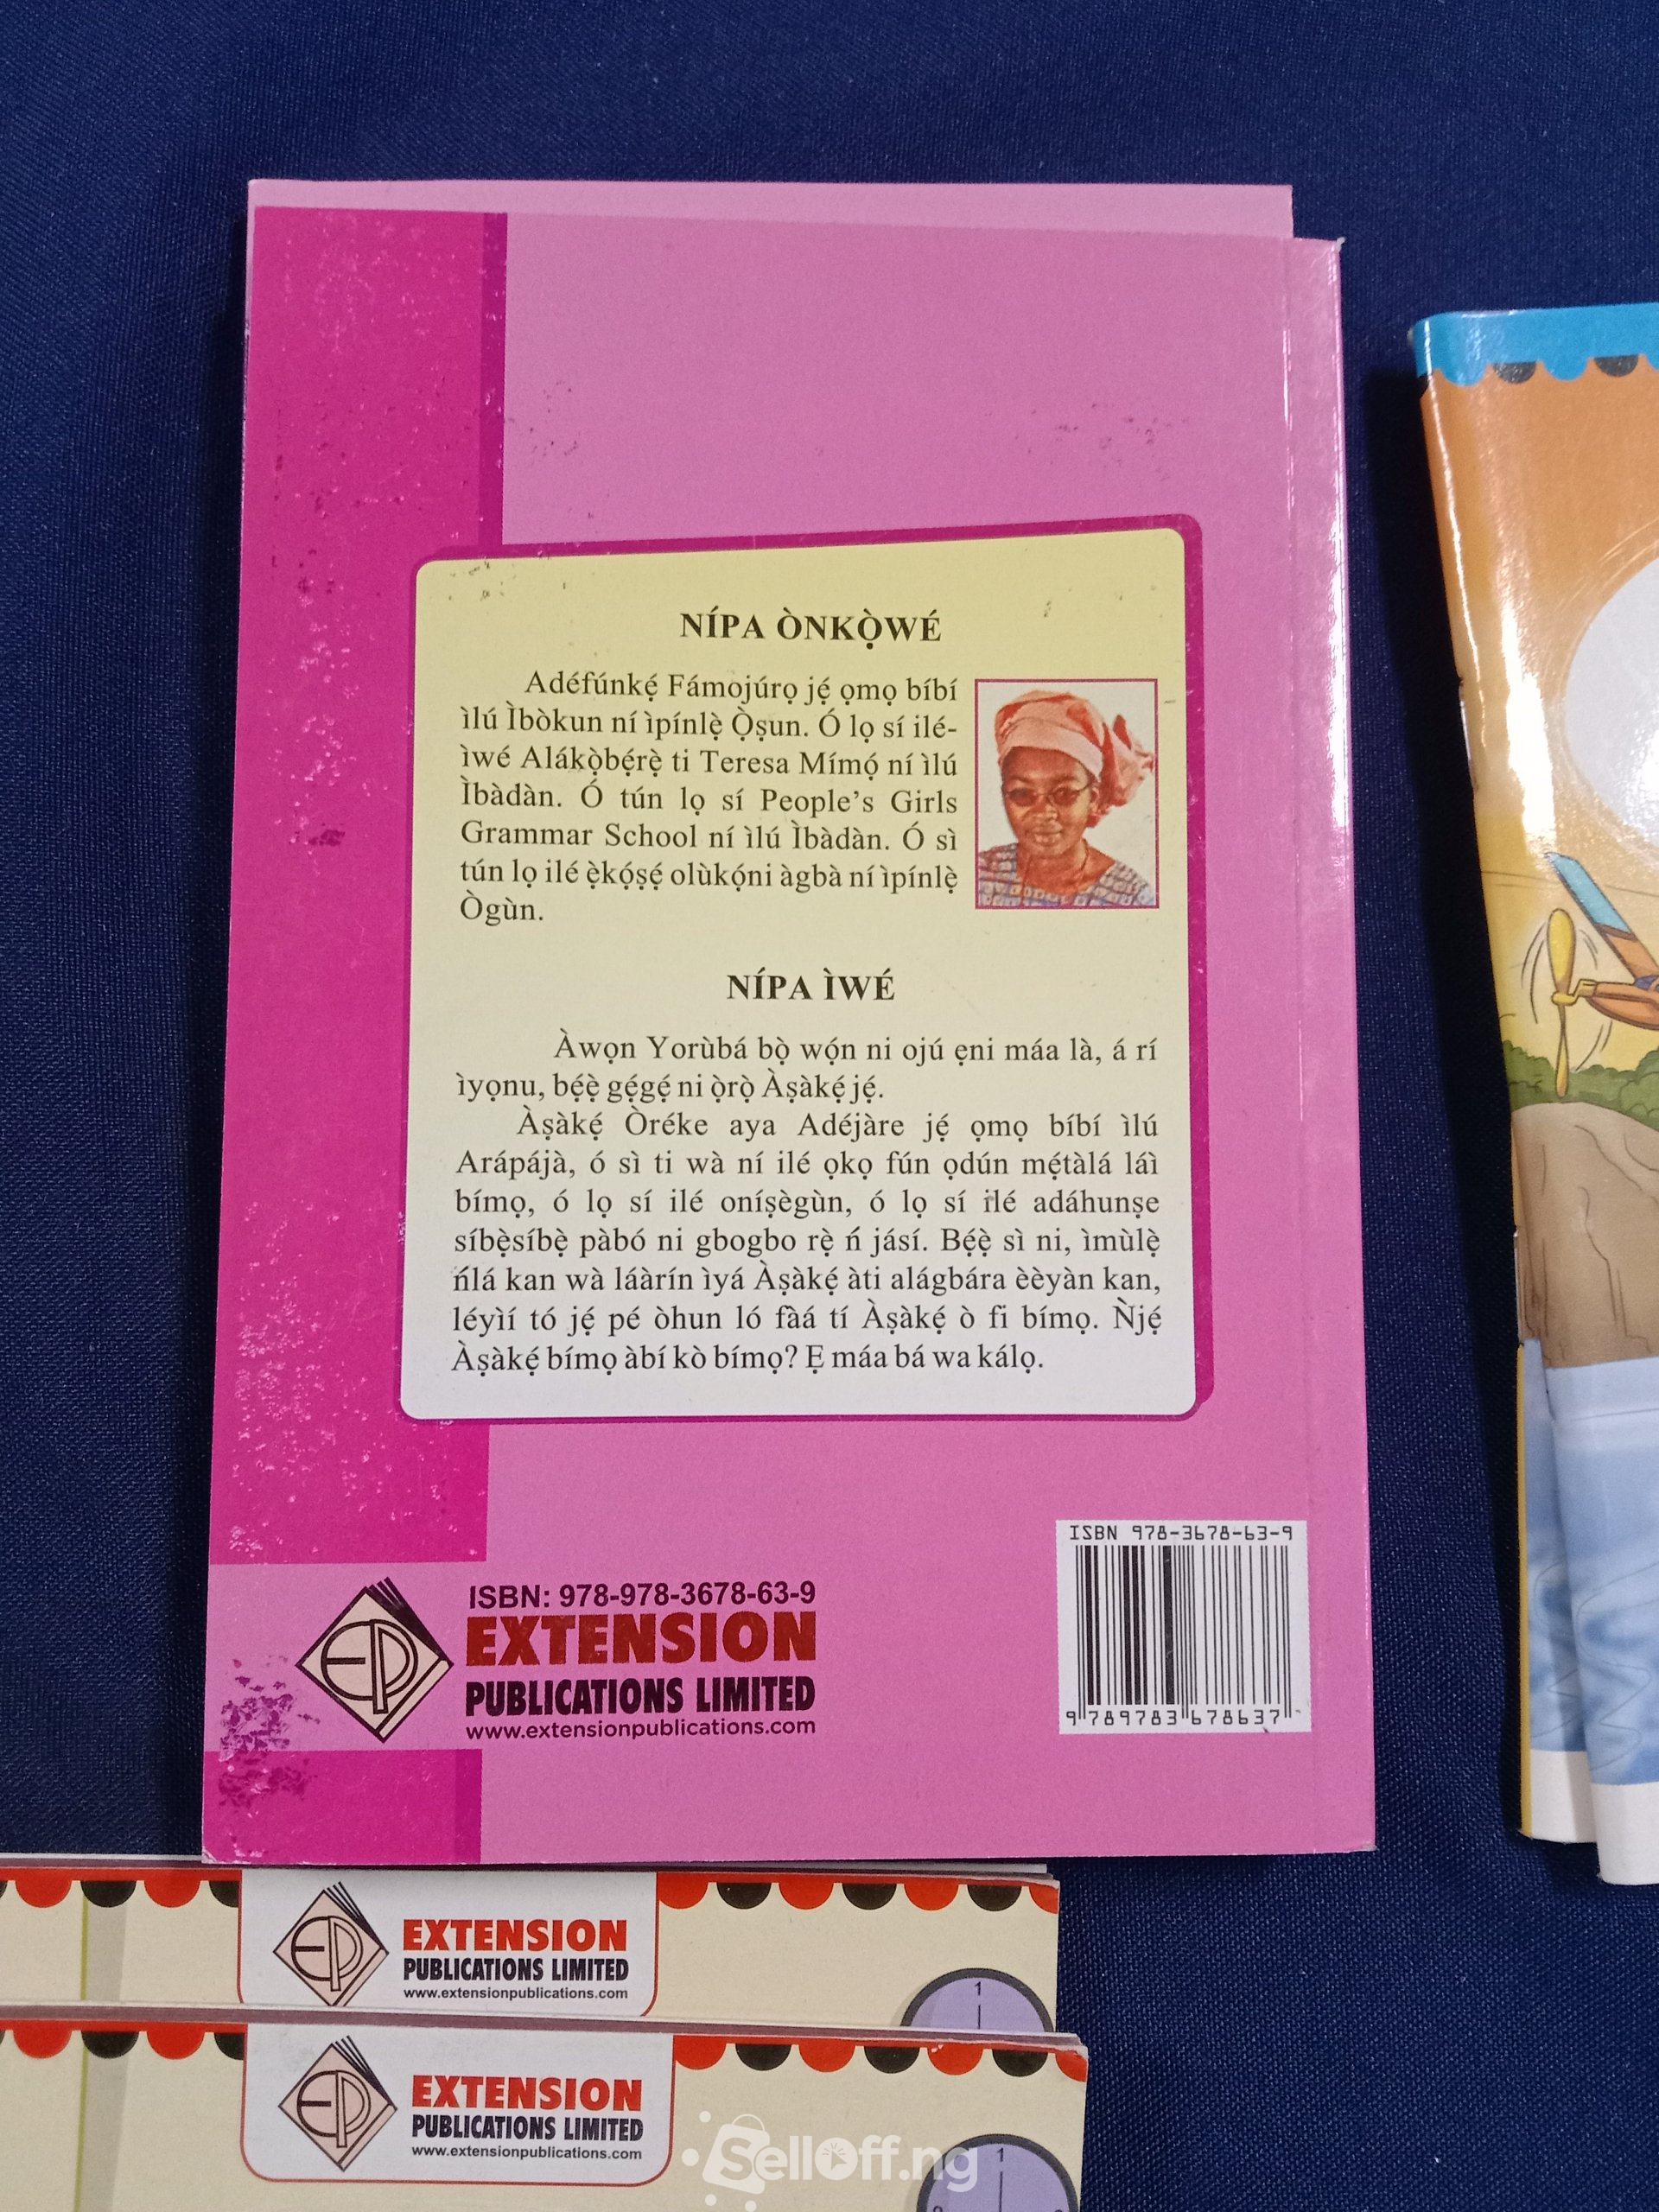 NÍPA ÒNKỌ̀WÉ
Adéfúnkẹ́ Fámojúrọ jẹ́ ọmọ bíbí
ìlú Ìbòkun ní ìpínlẹ̀ Ọ̀ṣun. Ó lọ sí ilé-
ìwé Alákọ̀bẹ́rẹ̀ ti Teresa Mímọ́ ní ìlú
Ìbàdàn. Ó tún lọ sí People's Girls
Grammar School ní ìlú Ìbàdàn. Ó sì
tún lọ ilé ẹ̀kọ́ṣẹ́ olùkọ́ni àgbà ní ìpínlẹ̀
Ògùn.
NÍPA ÌWÉ
Àwọn Yorùbá bọ̀ wọ́n ni ojú ẹni máa là, á rí
ìyọnu, bẹ́ẹ̀ gẹ́gẹ́ ni ọ̀rọ̀ Àṣàkẹ́ jẹ́.
Àṣàkẹ́ Òréke aya Adéjàre jẹ́ ọmọ bíbí ìlú
Arápájà, ó sì ti wà ní ilé ọkọ fún ọdún mẹ́tàlá láì
bímọ, ó lọ sí ilé oníṣègùn, ó lọ sí ilé adáhunṣe
síbẹ̀síbẹ̀ pàbó ni gbogbo rẹ̀ ń jásí. Bẹ́ẹ̀ sì ni, ìmùlẹ̀
ńlá kan wà láàrín ìyá Àṣàkẹ́ àti alágbára èèyàn kan,
léyìí tó jẹ́ pé òhun ló fàá tí Àṣàkẹ́ ò fi bímọ. Ǹjẹ́
Àṣàkẹ́ bímọ àbí kò bímọ? Ẹ máa bá wa kálọ.
ISBN 978-3678-63-9
9 789783 678637
EP
ISBN: 978-978-3678-63-9
EXTENSION
PUBLICATIONS LIMITED
www.extensionpublications.com
EP
EXTENSION
PUBLICATIONS LIMITED
www.extensionpublications.com
1
EP
EXTENSION
PUBLICATIONS LIMITED
www.extensionpublications.com
1
SellOff.ng